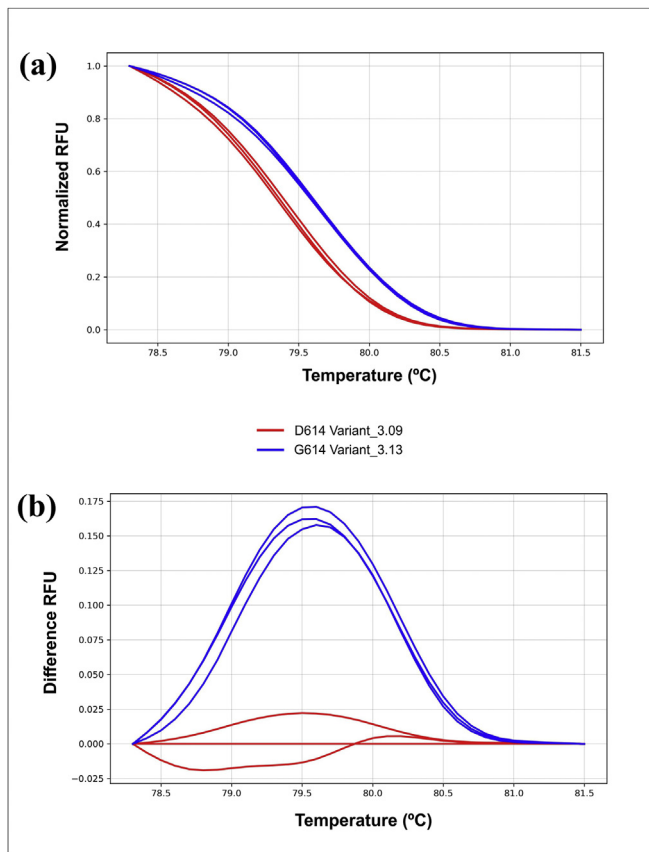 (a)
Normalized RFU
1.0
0.8
0.6
0.4
0.2
0.0
78.5 79.0 79.5 80.0 80.5 81.0 81.5
Temperature (ºC)
D614 Variant_3.09
G614 Variant_3.13
(b)
Difference RFU
0.175
0.150
0.125
0.100
0.075
0.050
0.025
0.000
−0.025
78.5 79.0 79.5 80.0 80.5 81.0 81.5
Temperature (ºC)